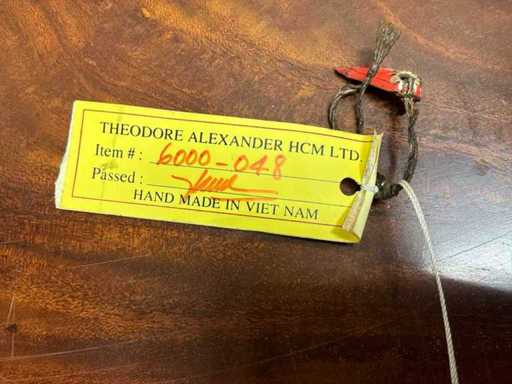 THEODORE ALEXANDER HCM LTD.
Item # : 6000-048
Passed :
HAND MADE IN VIET NAM